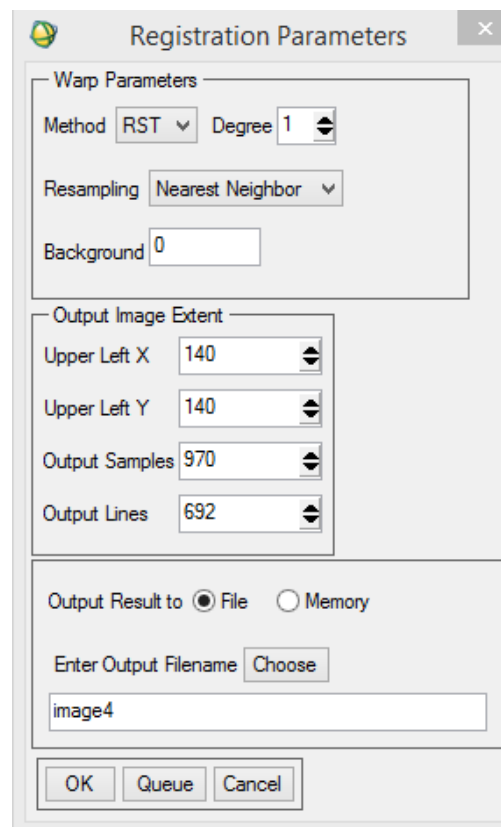 Registration Parameters
Warp Parameters
Method RST Degree 1
Resampling Nearest Neighbor
Background 0
Output Image Extent
Upper Left X 140
Upper Left Y 140
Output Samples 970
Output Lines 692
Output Result to File Memory
Enter Output Filename Choose
image4
OK Queue Cancel